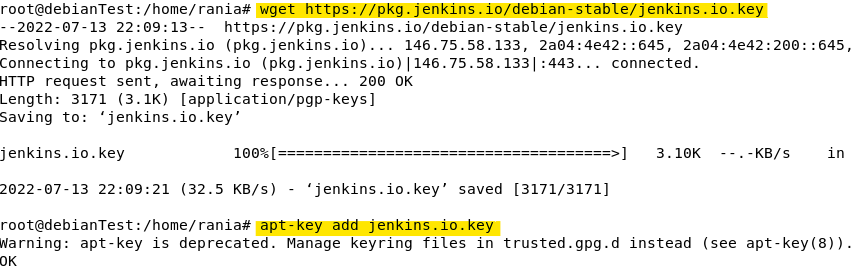 root@debianTest:/home/rania# wget https://pkg.jenkins.io/debian-stable/jenkins.io.key
--2022-07-13 22:09:13--  https://pkg.jenkins.io/debian-stable/jenkins.io.key
Resolving pkg.jenkins.io (pkg.jenkins.io)... 146.75.58.133, 2a04:4e42::645, 2a04:4e42:200::645,
Connecting to pkg.jenkins.io (pkg.jenkins.io)|146.75.58.133|:443... connected.
HTTP request sent, awaiting response... 200 OK
Length: 3171 (3.1K) [application/pgp-keys]
Saving to: ‘jenkins.io.key’
jenkins.io.key            100%[=====================================>]   3.10K  --.-KB/s    in
2022-07-13 22:09:21 (32.5 KB/s) - ‘jenkins.io.key’ saved [3171/3171]
root@debianTest:/home/rania# apt-key add jenkins.io.key
Warning: apt-key is deprecated. Manage keyring files in trusted.gpg.d instead (see apt-key(8)).
OK